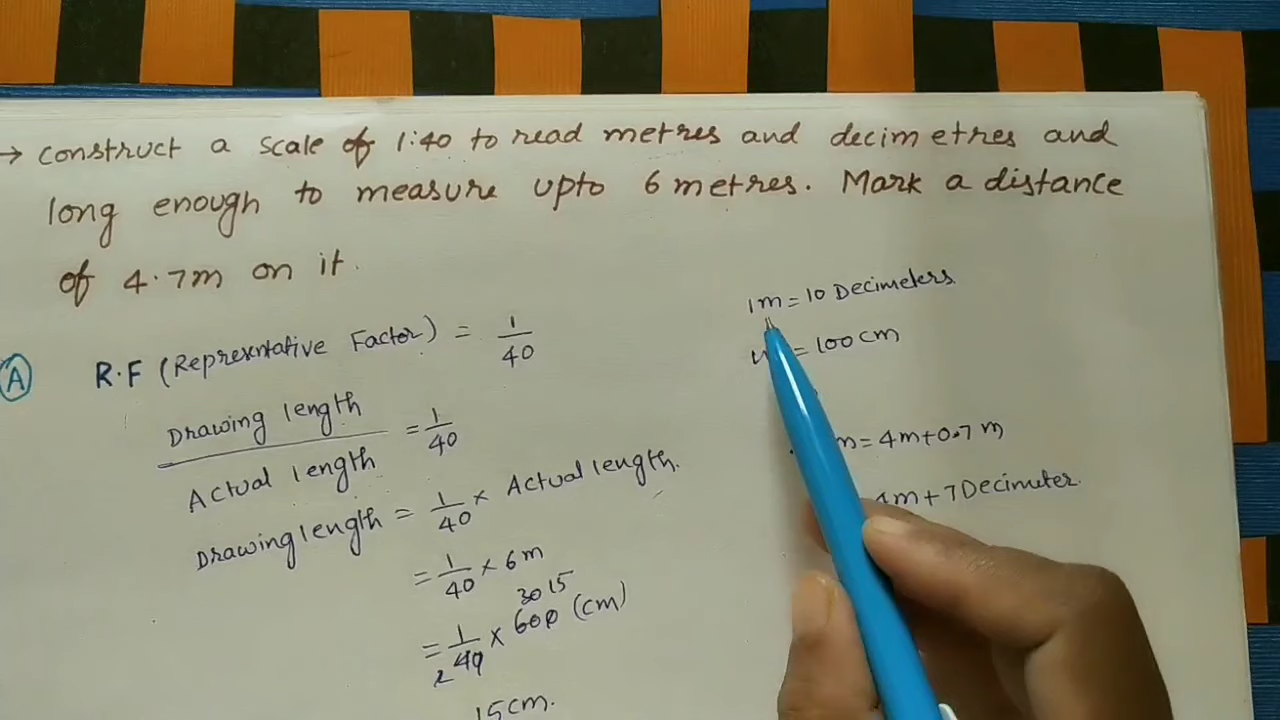 → construct a scale of 1:40 to read metres and decimetres and
long enough to measure upto 6 metres. Mark a distance
of 4.7m on it.
A R.F (Represntative Factor) = 1/40
Drawing length / Actual length = 1/40
Drawing length = 1/40 × Actual length.
= 1/40 × 6m
30 15
= 1/40 × 600 (cm)
2
15cm.
1m = 10 Decimeters
= 100 cm
m = 4m+0.7m
4m + 7 Decimeter.